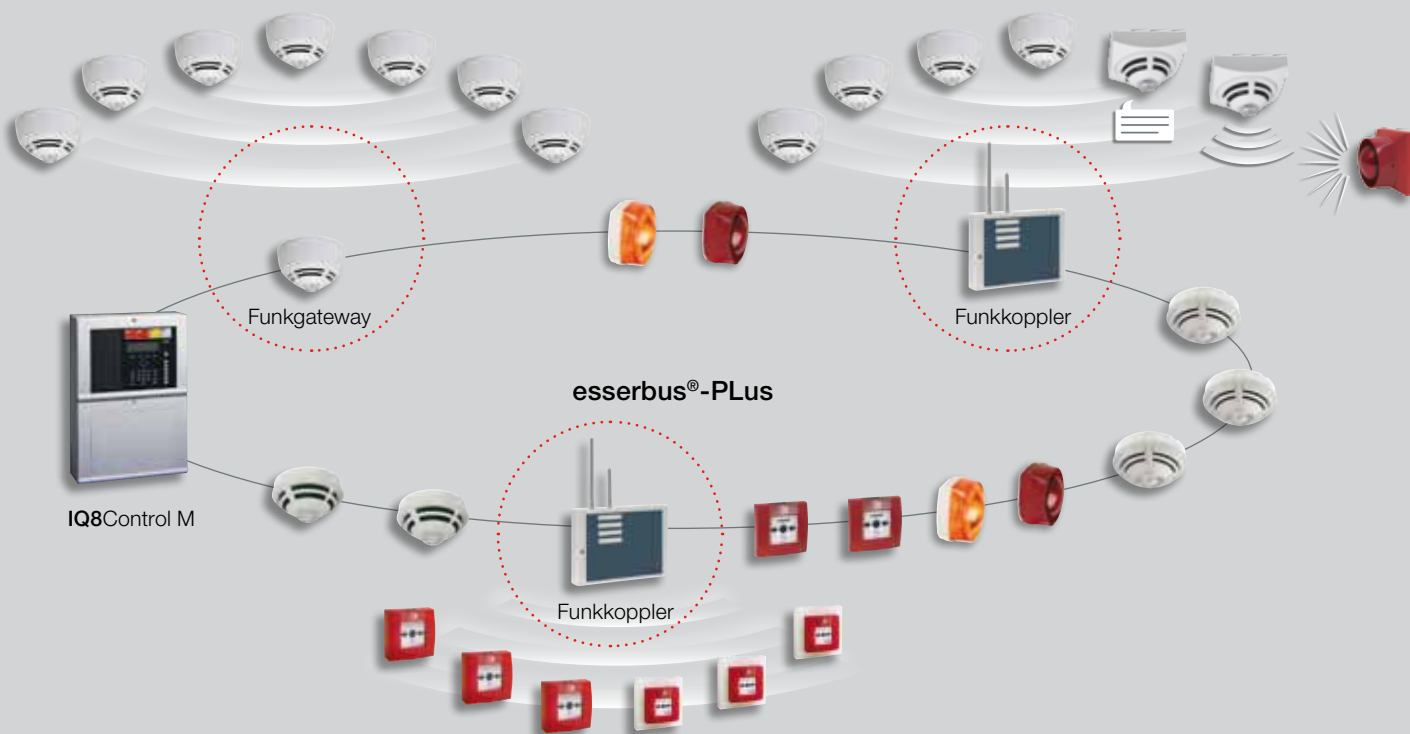 Funkgateway
Funkkoppler
esserbus®-PLus
IQ8Control M
Funkkoppler